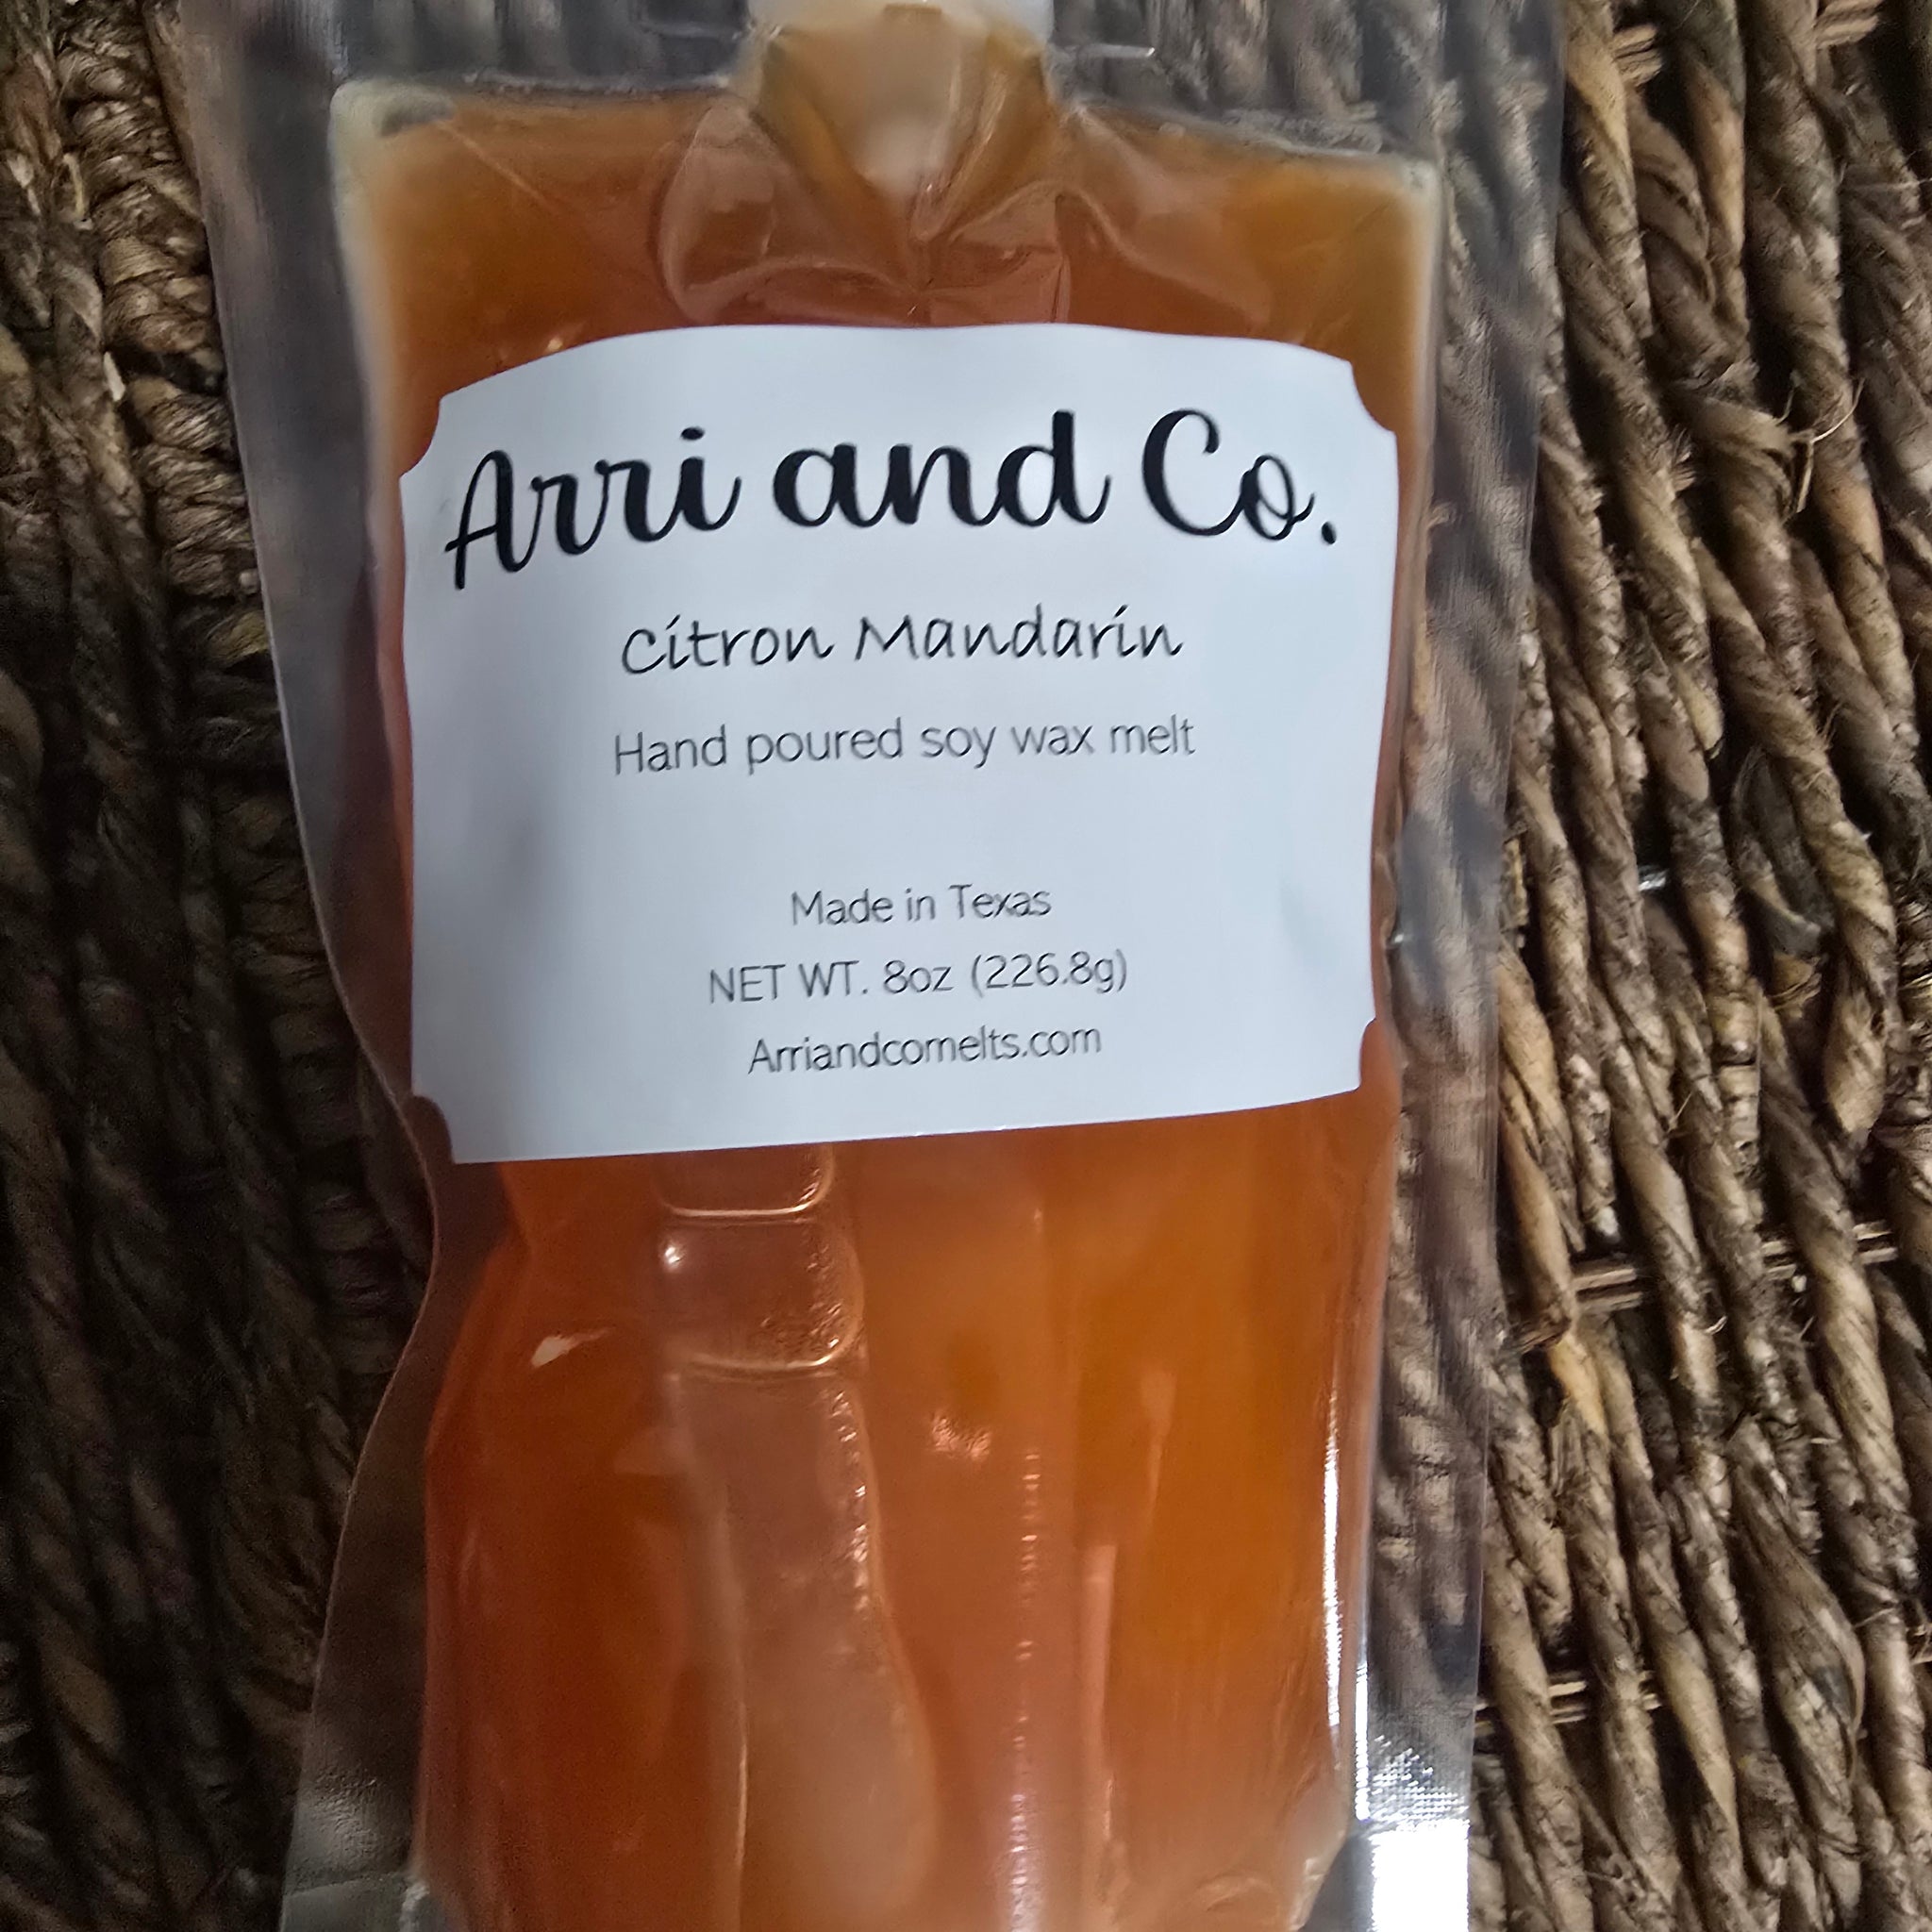 Arri and Co.
Citron Mandarin
Hand poured soy wax melt
Made in Texas
NET WT. 8oz (226.8g)
Arriandcomelts.com